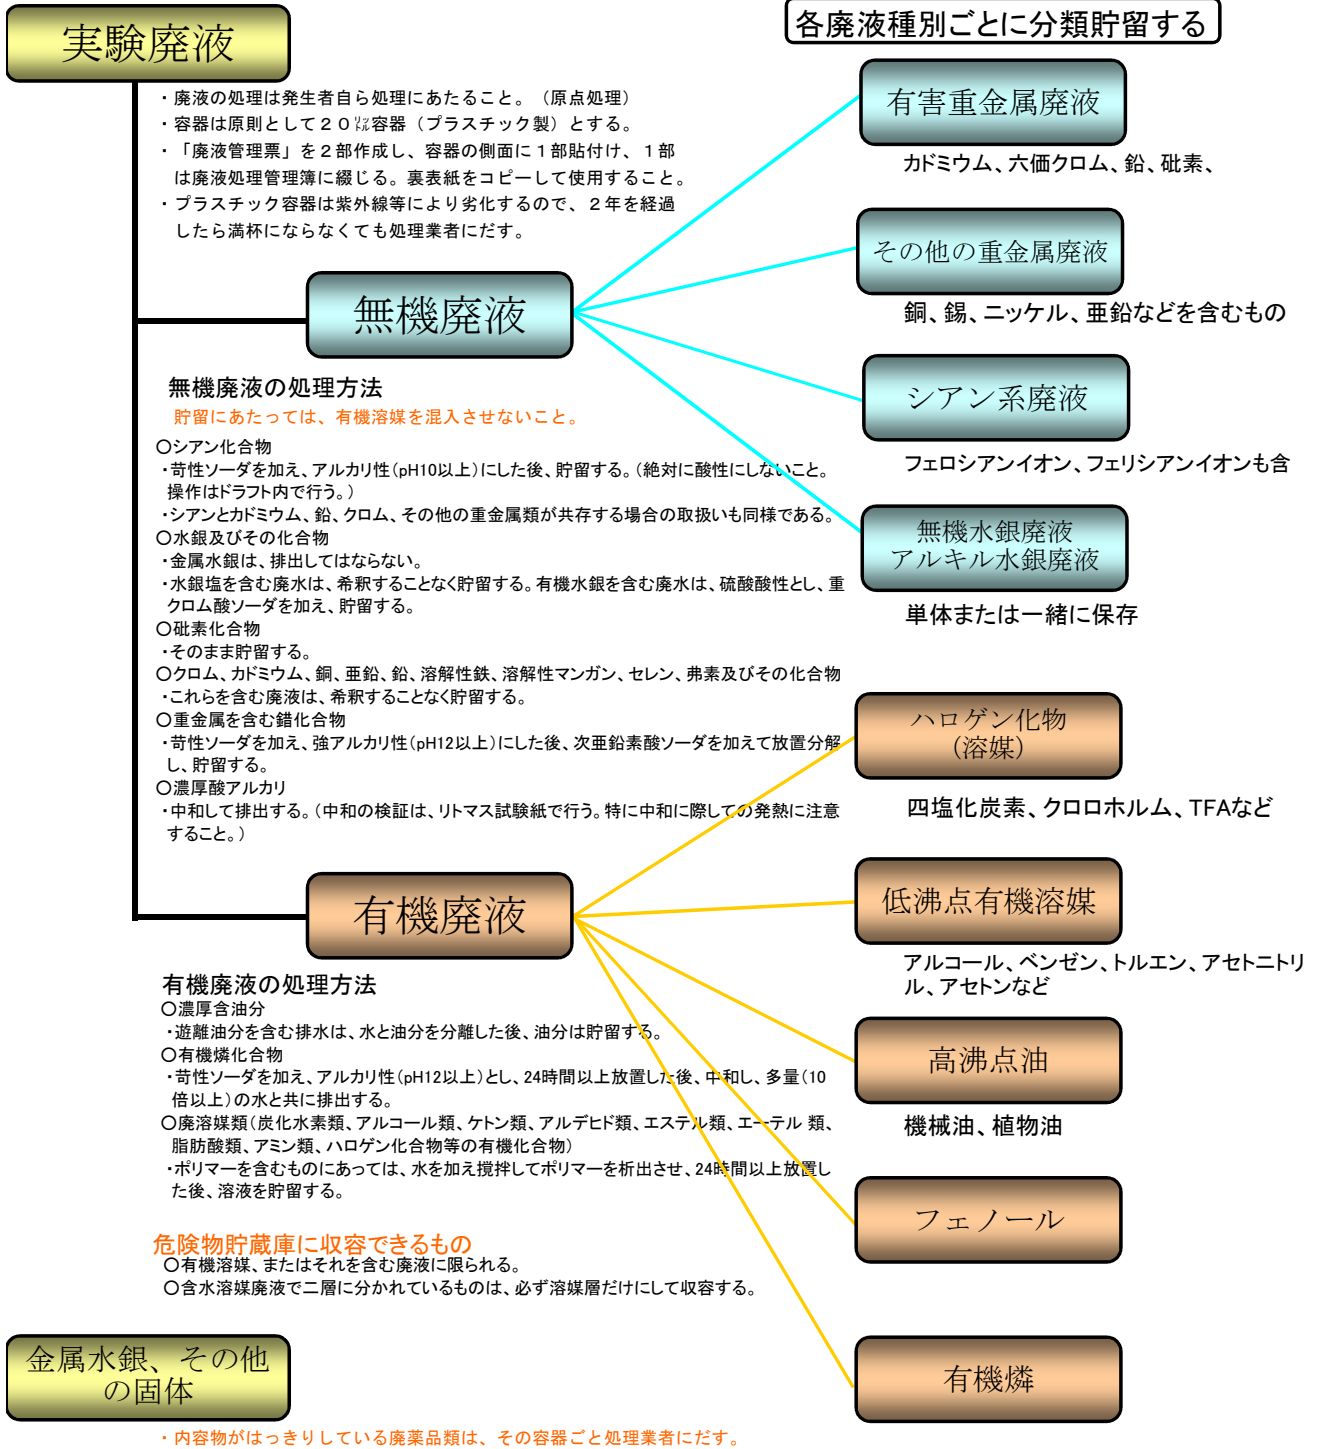 実験廃液
各廃液種別ごとに分類貯留する
・廃液の処理は発生者自ら処理にあたること。（原点処理）
・容器は原則として２０㍑容器（プラスチック製）とする。
・「廃液管理票」を２部作成し、容器の側面に１部貼付け、１部
は廃液処理管理簿に綴じる。裏表紙をコピーして使用すること。
・プラスチック容器は紫外線等により劣化するので、２年を経過
したら満杯にならなくても処理業者にだす。
有害重金属廃液
カドミウム、六価クロム、鉛、砒素、
その他の重金属廃液
銅、錫、ニッケル、亜鉛などを含むもの
シアン系廃液
フェロシアンイオン、フェリシアンイオンも含
無機水銀廃液
アルキル水銀廃液
単体または一緒に保存
無機廃液
無機廃液の処理方法
貯留にあたっては、有機溶媒を混入させないこと。
○シアン化合物
・苛性ソーダを加え、アルカリ性（pH10以上）にした後、貯留する。（絶対に酸性にしないこと。
操作はドラフト内で行う。）
・シアンとカドミウム、鉛、クロム、その他の重金属類が共存する場合の取扱いも同様である。
○水銀及びその化合物
・金属水銀は、排出してはならない。
・水銀塩を含む廃水は、希釈することなく貯留する。有機水銀を含む廃水は、硫酸酸性とし、重
クロム酸ソーダを加え、貯留する。
○砒素化合物
・そのまま貯留する。
○クロム、カドミウム、銅、亜鉛、鉛、溶解性鉄、溶解性マンガン、セレン、弗素及びその化合物
・これらを含む廃液は、希釈することなく貯留する。
○重金属を含む錯化合物
・苛性ソーダを加え、強アルカリ性（pH12以上）にした後、次亜鉛素酸ソーダを加えて放置分解
し、貯留する。
○濃厚酸アルカリ
・中和して排出する。（中和の検証は、リトマス試験紙で行う。特に中和に際しての発熱に注意
すること。）
ハロゲン化物
（溶媒）
四塩化炭素、クロロホルム、TFAなど
低沸点有機溶媒
アルコール、ベンゼン、トルエン、アセトニトリ
ル、アセトンなど
高沸点油
機械油、植物油
フェノール
有機燐
有機廃液
有機廃液の処理方法
○濃厚含油分
・遊離油分を含む排水は、水と油分を分離した後、油分は貯留する。
○有機燐化合物
・苛性ソーダを加え、アルカリ性（pH12以上）とし、24時間以上放置した後、中和し、多量（10
倍以上）の水と共に排出する。
○廃溶媒類（炭化水素類、アルコール類、ケトン類、アルデヒド類、エステル類、エーテル 類、
脂肪酸類、アミン類、ハロゲン化合物等の有機化合物）
・ポリマーを含むものにあっては、水を加え撹拌してポリマーを析出させ、24時間以上放置し
た後、溶液を貯留する。
危険物貯蔵庫に収容できるもの
○有機溶媒、またはそれを含む廃液に限られる。
○含水溶媒廃液で二層に分かれているものは、必ず溶媒層だけにして収容する。
金属水銀、その他
の固体
・内容物がはっきりしている廃薬品類は、その容器ごと処理業者にだす。